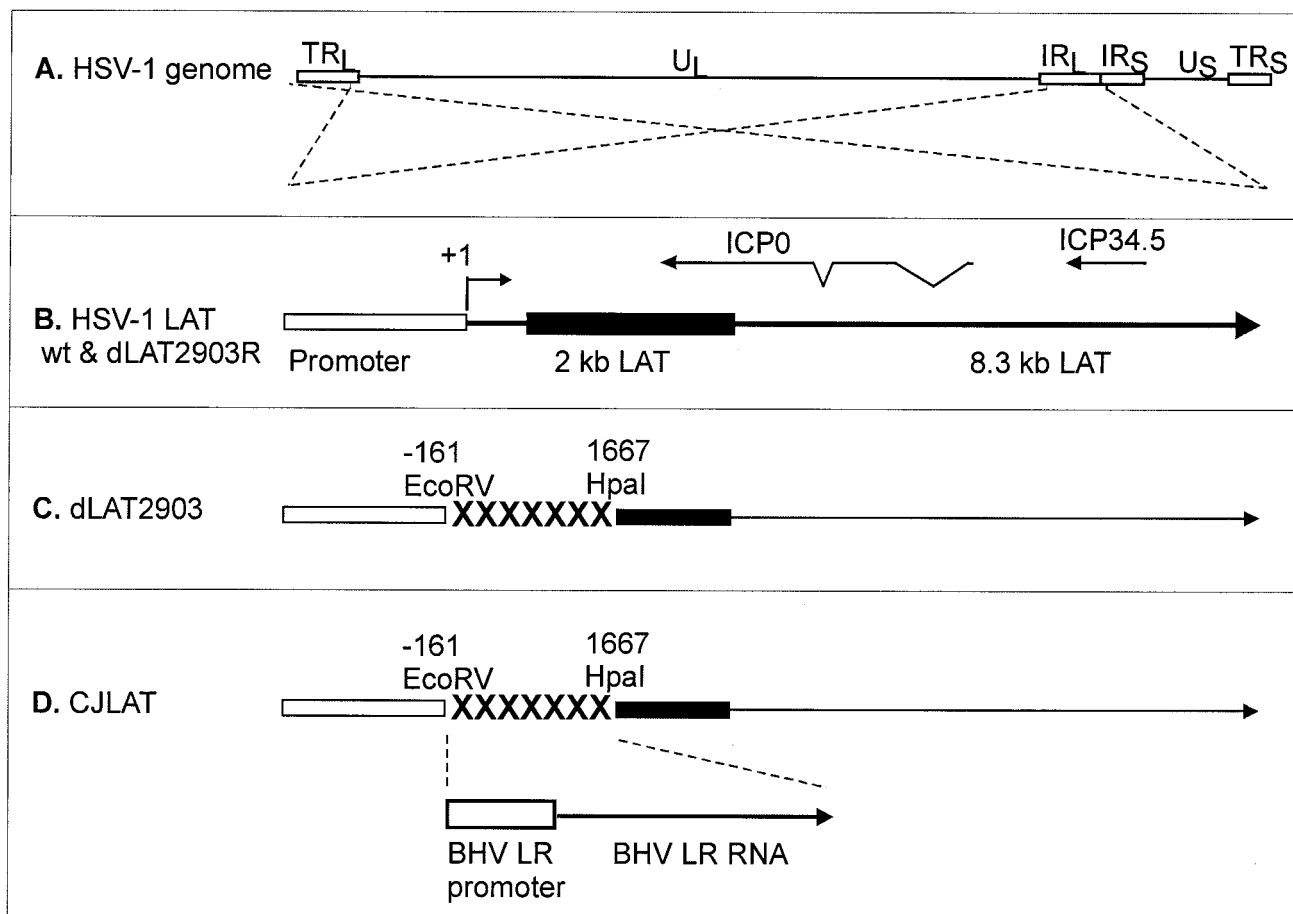 A. HSV-1 genome
TRL
UL
IRL
IRS
US
TRS
+1
ICP0
ICP34.5
B. HSV-1 LAT
wt & dLAT2903R
Promoter
2 kb LAT
8.3 kb LAT
-161
EcoRV
1667
HpaI
C. dLAT2903
XXXXXXX
-161
EcoRV
1667
HpaI
D. CJLAT
XXXXXXX
BHV LR
promoter
BHV LR RNA